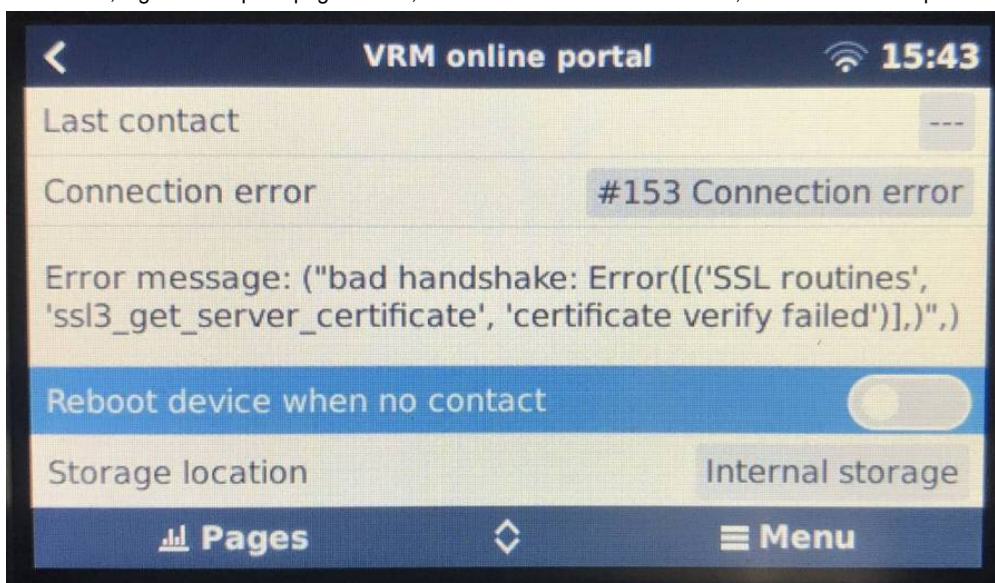 VRM online portal 15:43
Last contact ---
Connection error #153 Connection error
Error message: ("bad handshake: Error([('SSL routines',
'ssl3_get_server_certificate', 'certificate verify failed')],)",)
Reboot device when no contact
Storage location Internal storage
Pages Menu